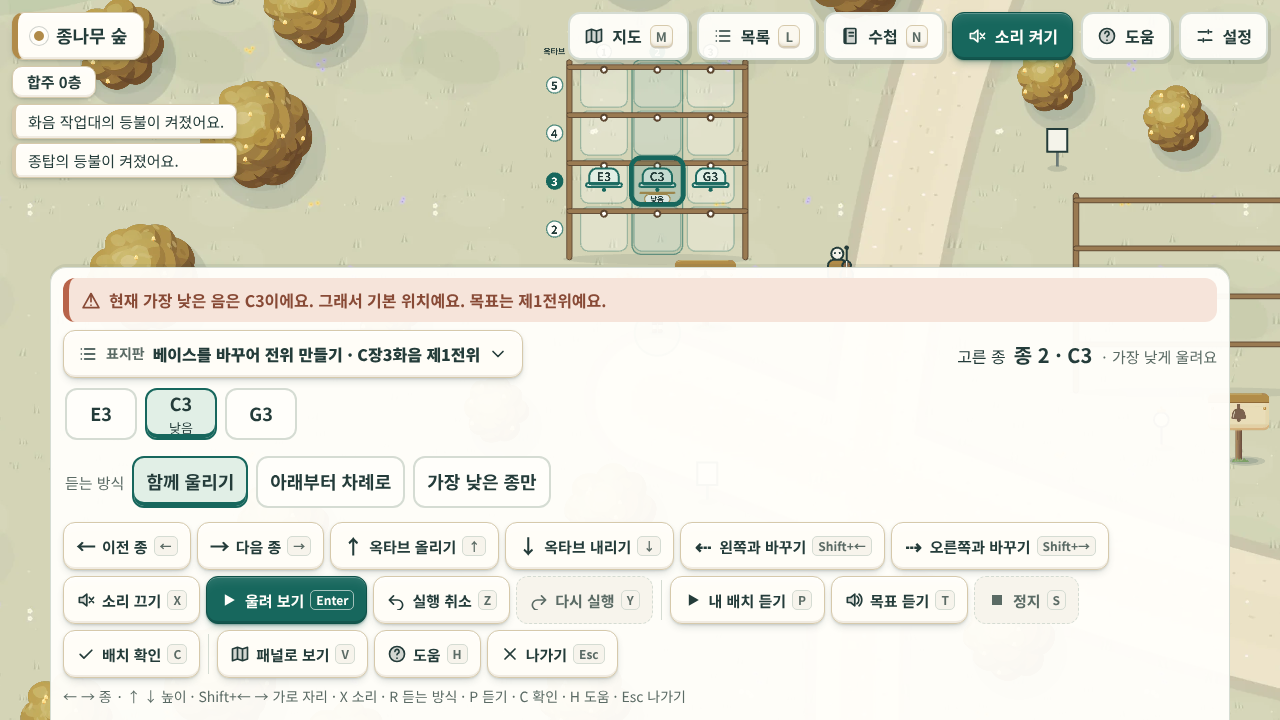 종나무 숲
지도 M
목록 L
수첩 N
소리 켜기
도움
설정
합주 0층
화음 작업대의 등불이 켜졌어요.
종탑의 등불이 켜졌어요.
옥타브
5
4
3
2
E3
C3
G3
낮음
현재 가장 낮은 음은 C3이에요. 그래서 기본 위치예요. 목표는 제1전위예요.
표지판 베이스를 바꾸어 전위 만들기 · C장3화음 제1전위
고른 종 종 2 · C3 · 가장 낮게 울려요
E3
C3
낮음
G3
듣는 방식 함께 울리기 아래부터 차례로 가장 낮은 종만
← 이전 종 ← → 다음 종 → ↑ 옥타브 올리기 ↑ ↓ 옥타브 내리기 ↓ ⇠ 왼쪽과 바꾸기 Shift+← ⇢ 오른쪽과 바꾸기 Shift+→
소리 끄기 X 울려 보기 Enter 실행 취소 Z 다시 실행 Y 내 배치 듣기 P 목표 듣기 T 정지 S
배치 확인 C 패널로 보기 V 도움 H 나가기 Esc
← → 종 · ↑ ↓ 높이 · Shift+← → 가로 자리 · X 소리 · R 듣는 방식 · P 듣기 · C 확인 · H 도움 · Esc 나가기